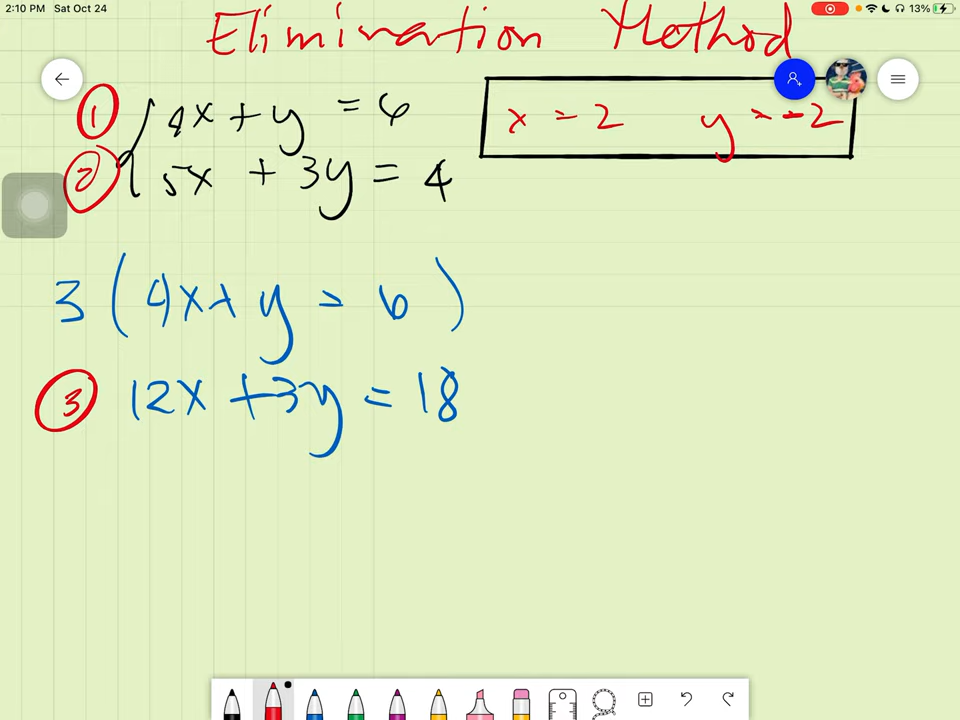 2:10 PM Sat Oct 24
13%
Elimination Method
① 4x + y = 6
② 5x + 3y = 4
x = 2 y = -2
3 ( 4x + y = 6 )
③ 12x + 3y = 18